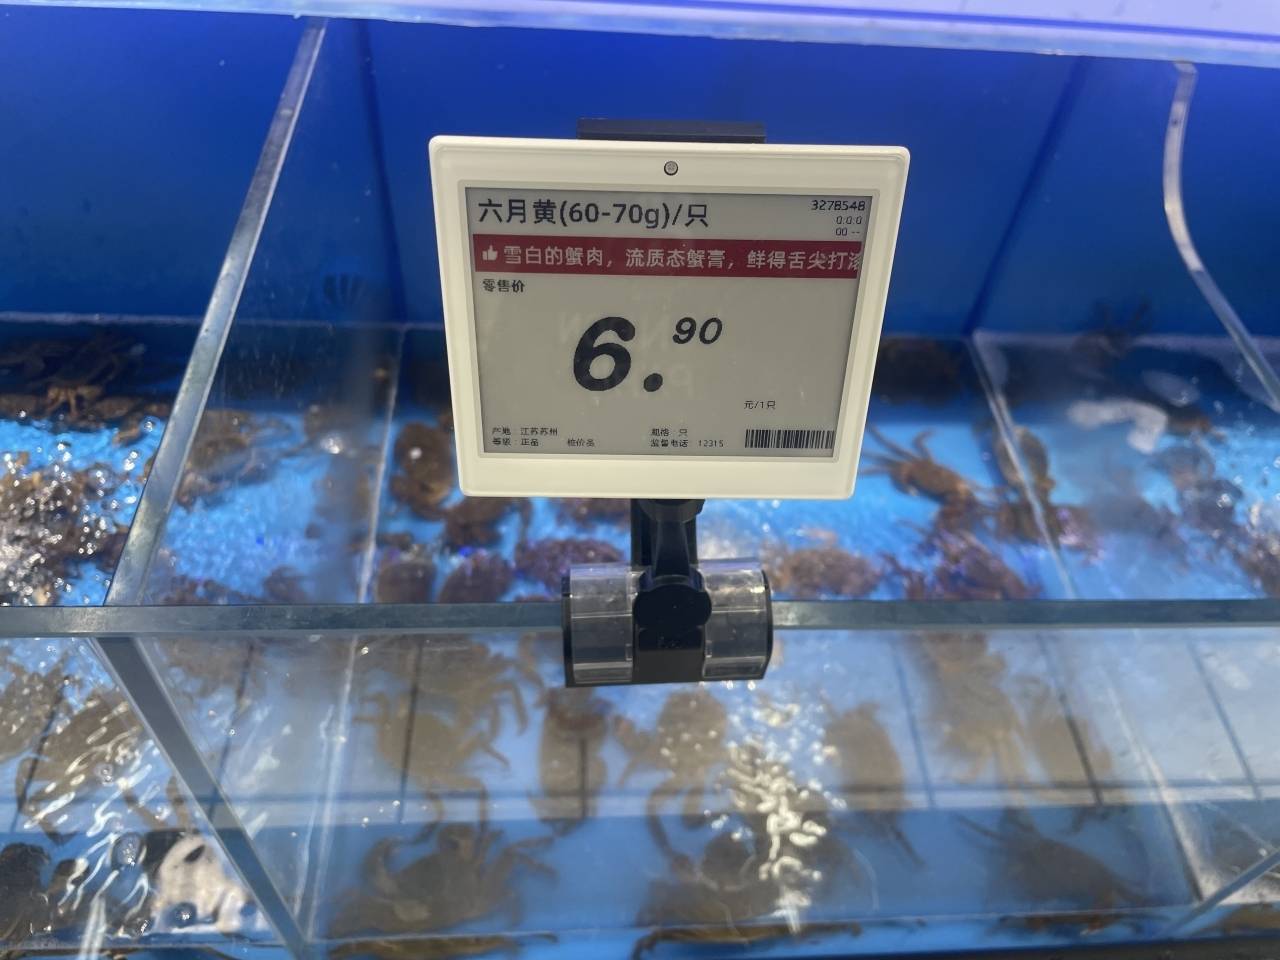 六月黄(60-70g)/只
3278548
0:0:0
00 --
雪白的蟹肉，流质态蟹膏，鲜得舌尖打滚
零售价
6.90
元/1只
产地：江苏苏州
规格：只
等级：正品
检价员
监督电话：12315